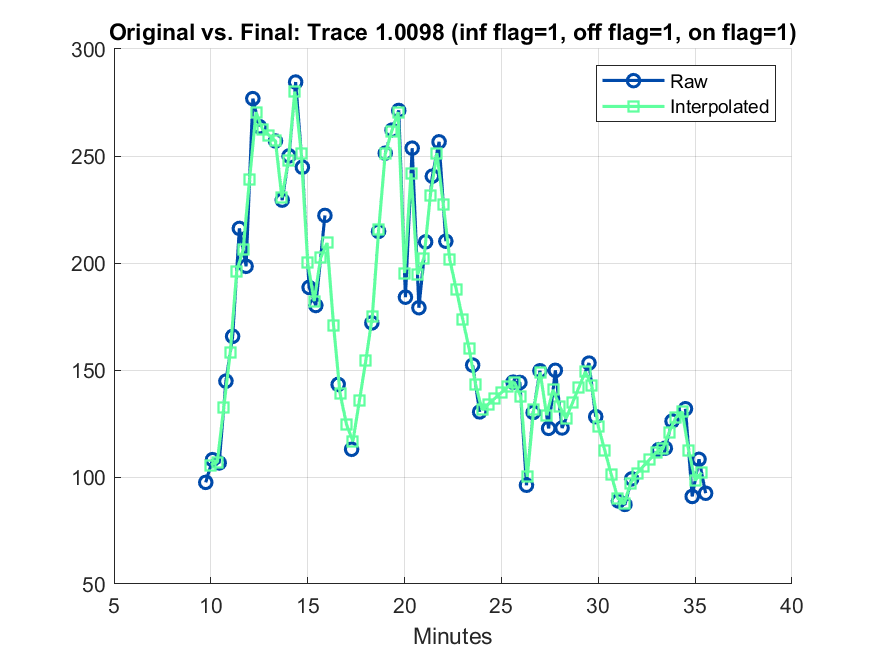 Original vs. Final: Trace 1.0098 (inf flag=1, off flag=1, on flag=1)
300
250
200
150
100
50
Raw
Interpolated
5 10 15 20 25 30 35 40
Minutes